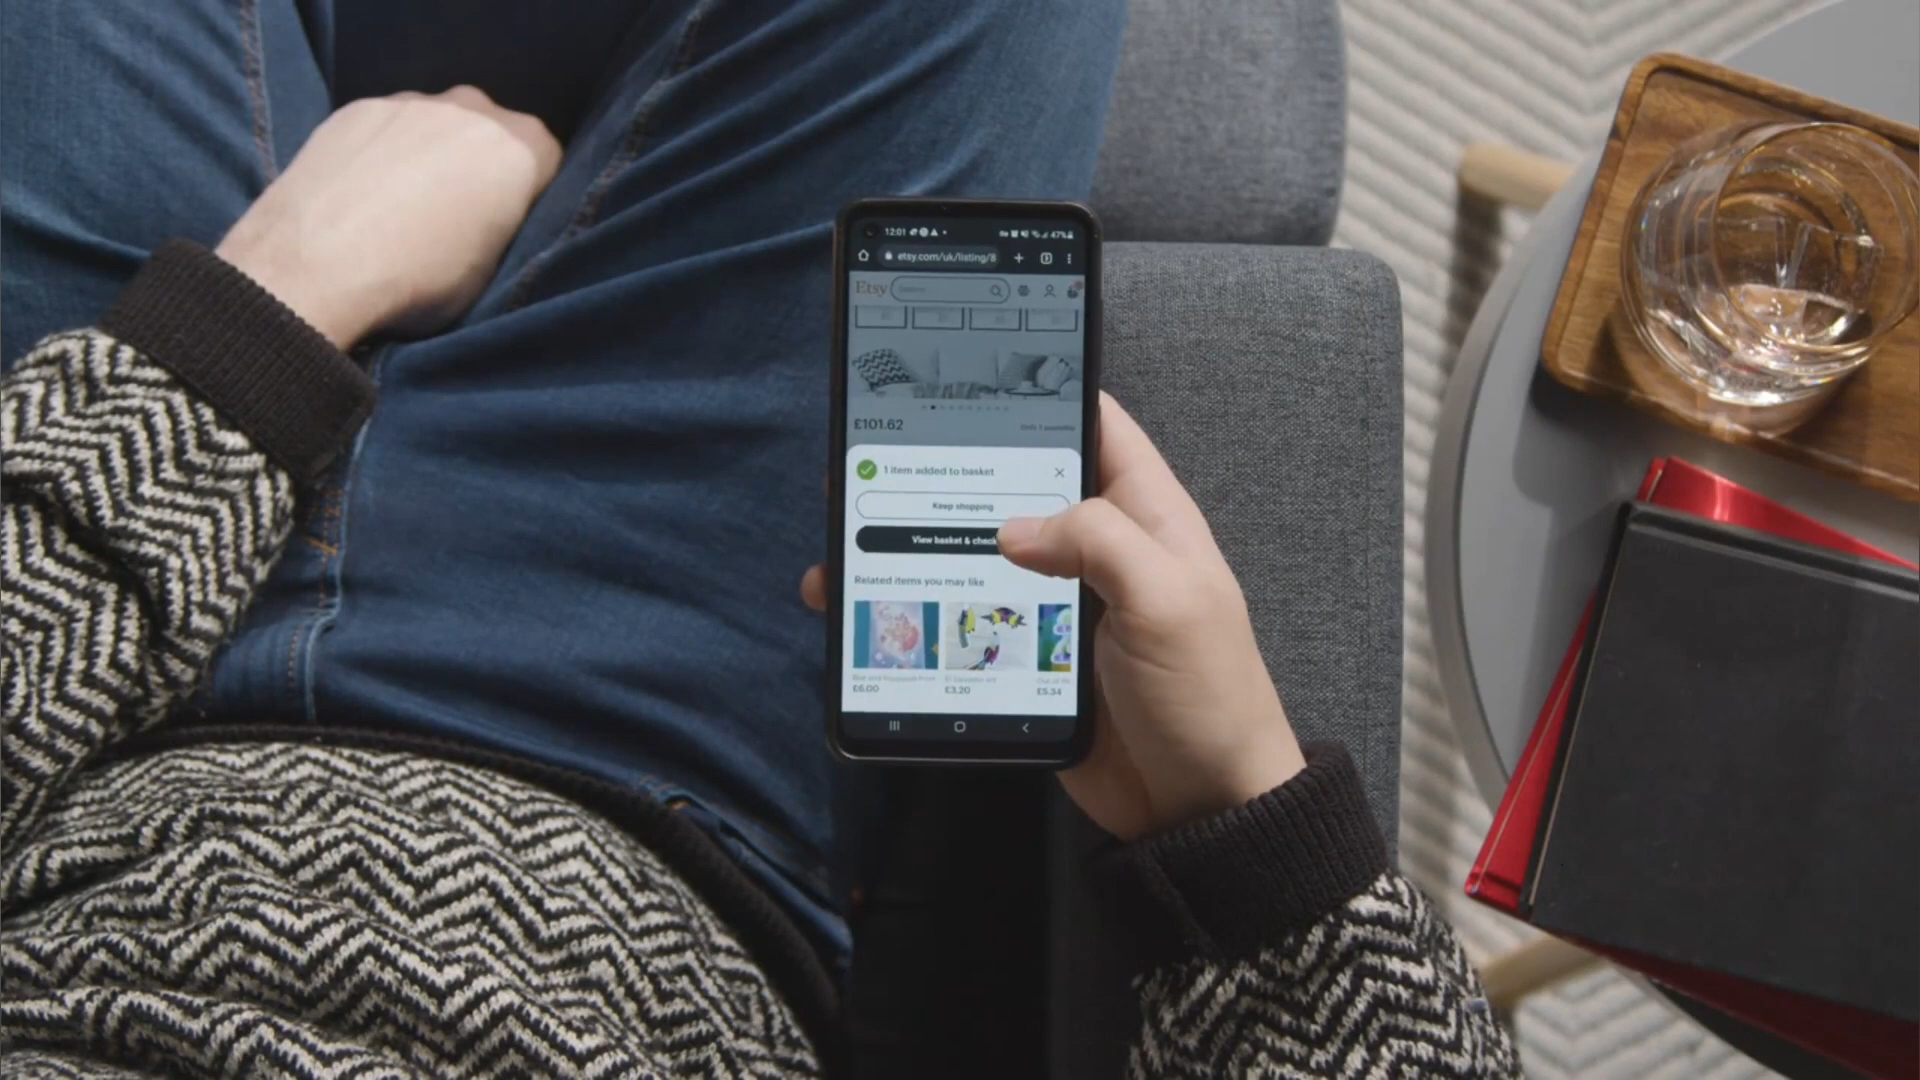 12:01
47%
etsy.com/uk/listing/8
Etsy
£101.62
1 item added to basket
Keep shopping
View basket & check
Related items you may like
£6.00
£3.20
£5.34